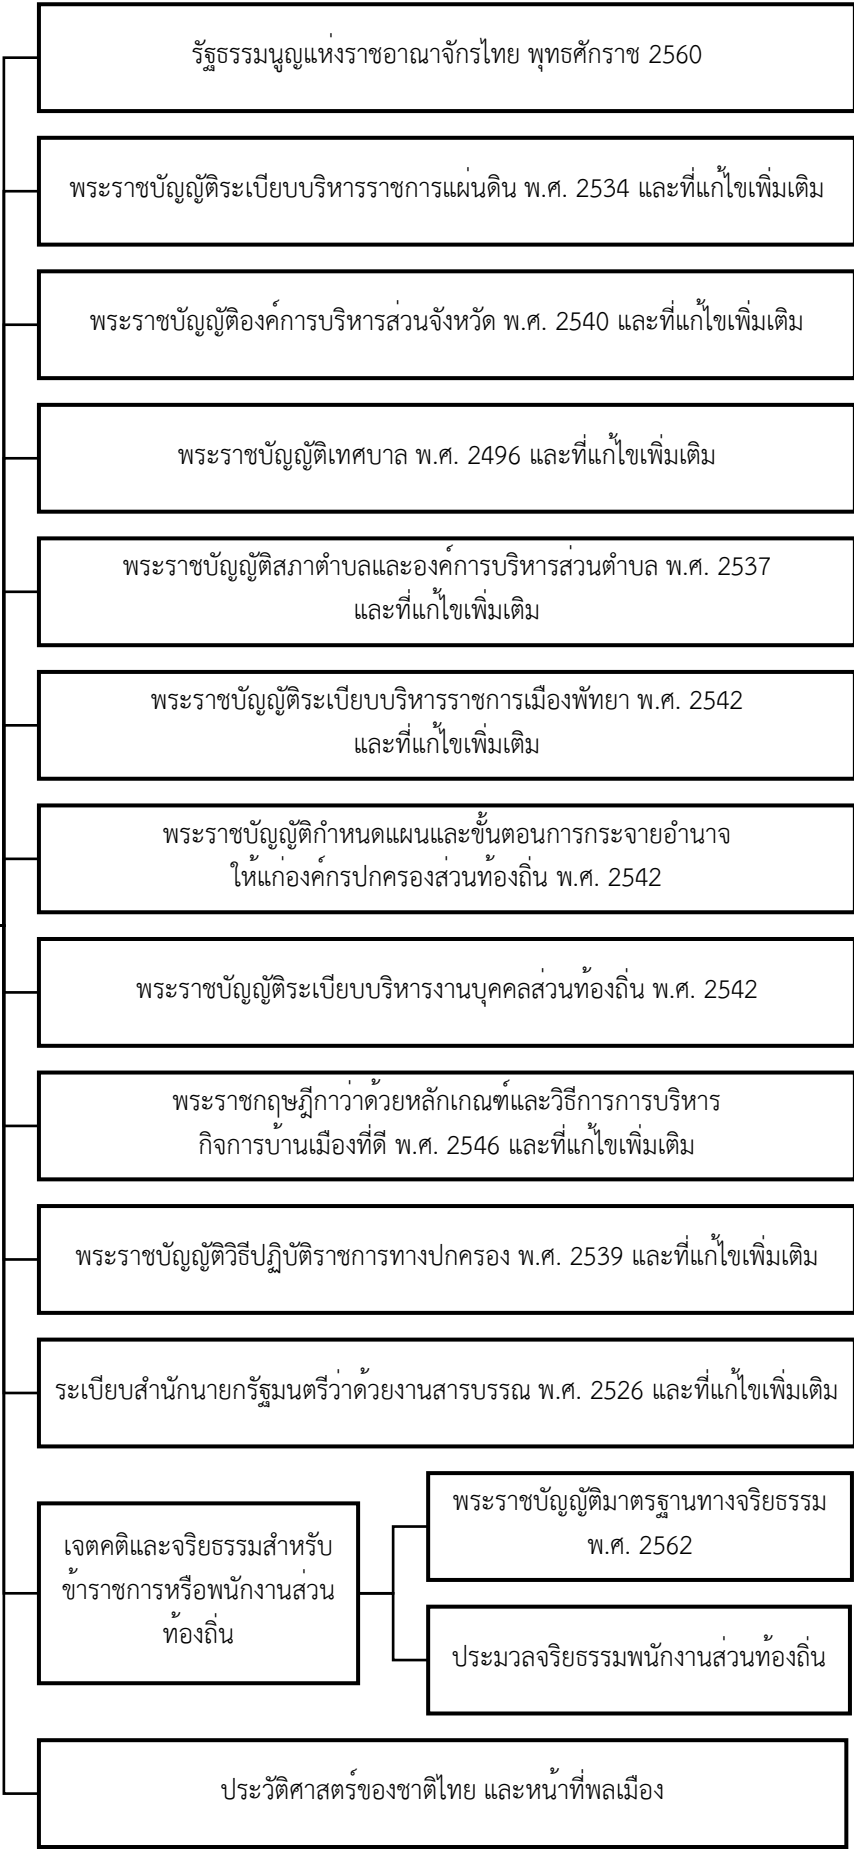 รัฐธรรมนูญแห่งราชอาณาจักรไทย พุทธศักราช 2560
พระราชบัญญัติระเบียบบริหารราชการแผ่นดิน พ.ศ. 2534 และที่แก้ไขเพิ่มเติม
พระราชบัญญัติองค์การบริหารส่วนจังหวัด พ.ศ. 2540 และที่แก้ไขเพิ่มเติม
พระราชบัญญัติเทศบาล พ.ศ. 2496 และที่แก้ไขเพิ่มเติม
พระราชบัญญัติสภาตำบลและองค์การบริหารส่วนตำบล พ.ศ. 2537
และที่แก้ไขเพิ่มเติม
พระราชบัญญัติระเบียบบริหารราชการเมืองพัทยา พ.ศ. 2542
และที่แก้ไขเพิ่มเติม
พระราชบัญญัติกำหนดแผนและขั้นตอนการกระจายอำนาจ
ให้แก่องค์กรปกครองส่วนท้องถิ่น พ.ศ. 2542
พระราชบัญญัติระเบียบบริหารงานบุคคลส่วนท้องถิ่น พ.ศ. 2542
พระราชกฤษฎีกาว่าด้วยหลักเกณฑ์และวิธีการการบริหาร
กิจการบ้านเมืองที่ดี พ.ศ. 2546 และที่แก้ไขเพิ่มเติม
พระราชบัญญัติวิธีปฏิบัติราชการทางปกครอง พ.ศ. 2539 และที่แก้ไขเพิ่มเติม
ระเบียบสำนักนายกรัฐมนตรีว่าด้วยงานสารบรรณ พ.ศ. 2526 และที่แก้ไขเพิ่มเติม
เจตคติและจริยธรรมสำหรับ
ข้าราชการหรือพนักงานส่วน
ท้องถิ่น
พระราชบัญญัติมาตรฐานทางจริยธรรม
พ.ศ. 2562
ประมวลจริยธรรมพนักงานส่วนท้องถิ่น
ประวัติศาสตร์ของชาติไทย และหน้าที่พลเมือง